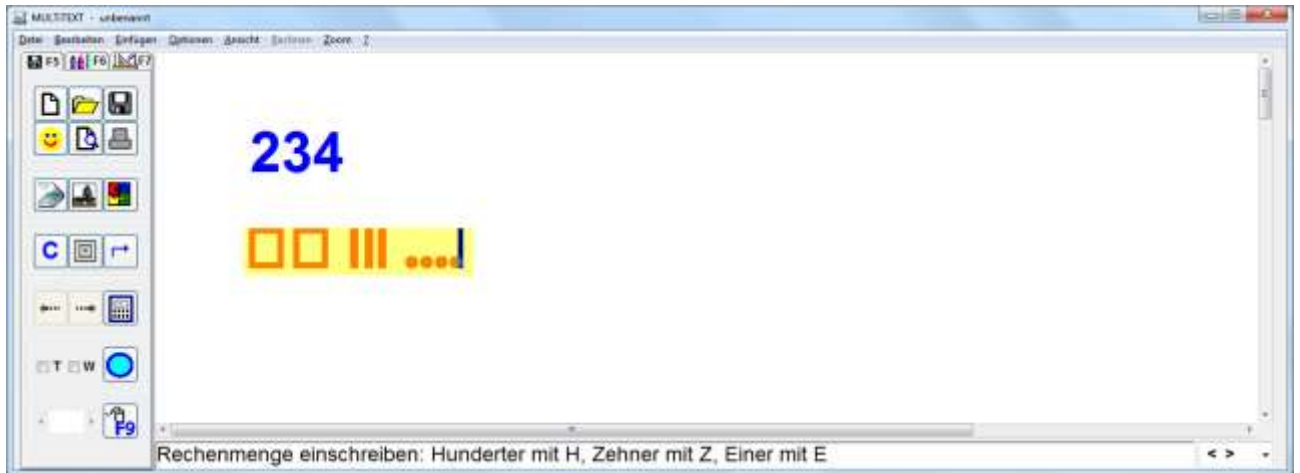 MULTITEXT - unbenannt
Datei Bearbeiten Einfügen Optionen Ansicht Rechnen Zoom ?
F5 F6 F7
234
C
T W
F9
Rechenmenge einschreiben: Hunderter mit H, Zehner mit Z, Einer mit E
< >